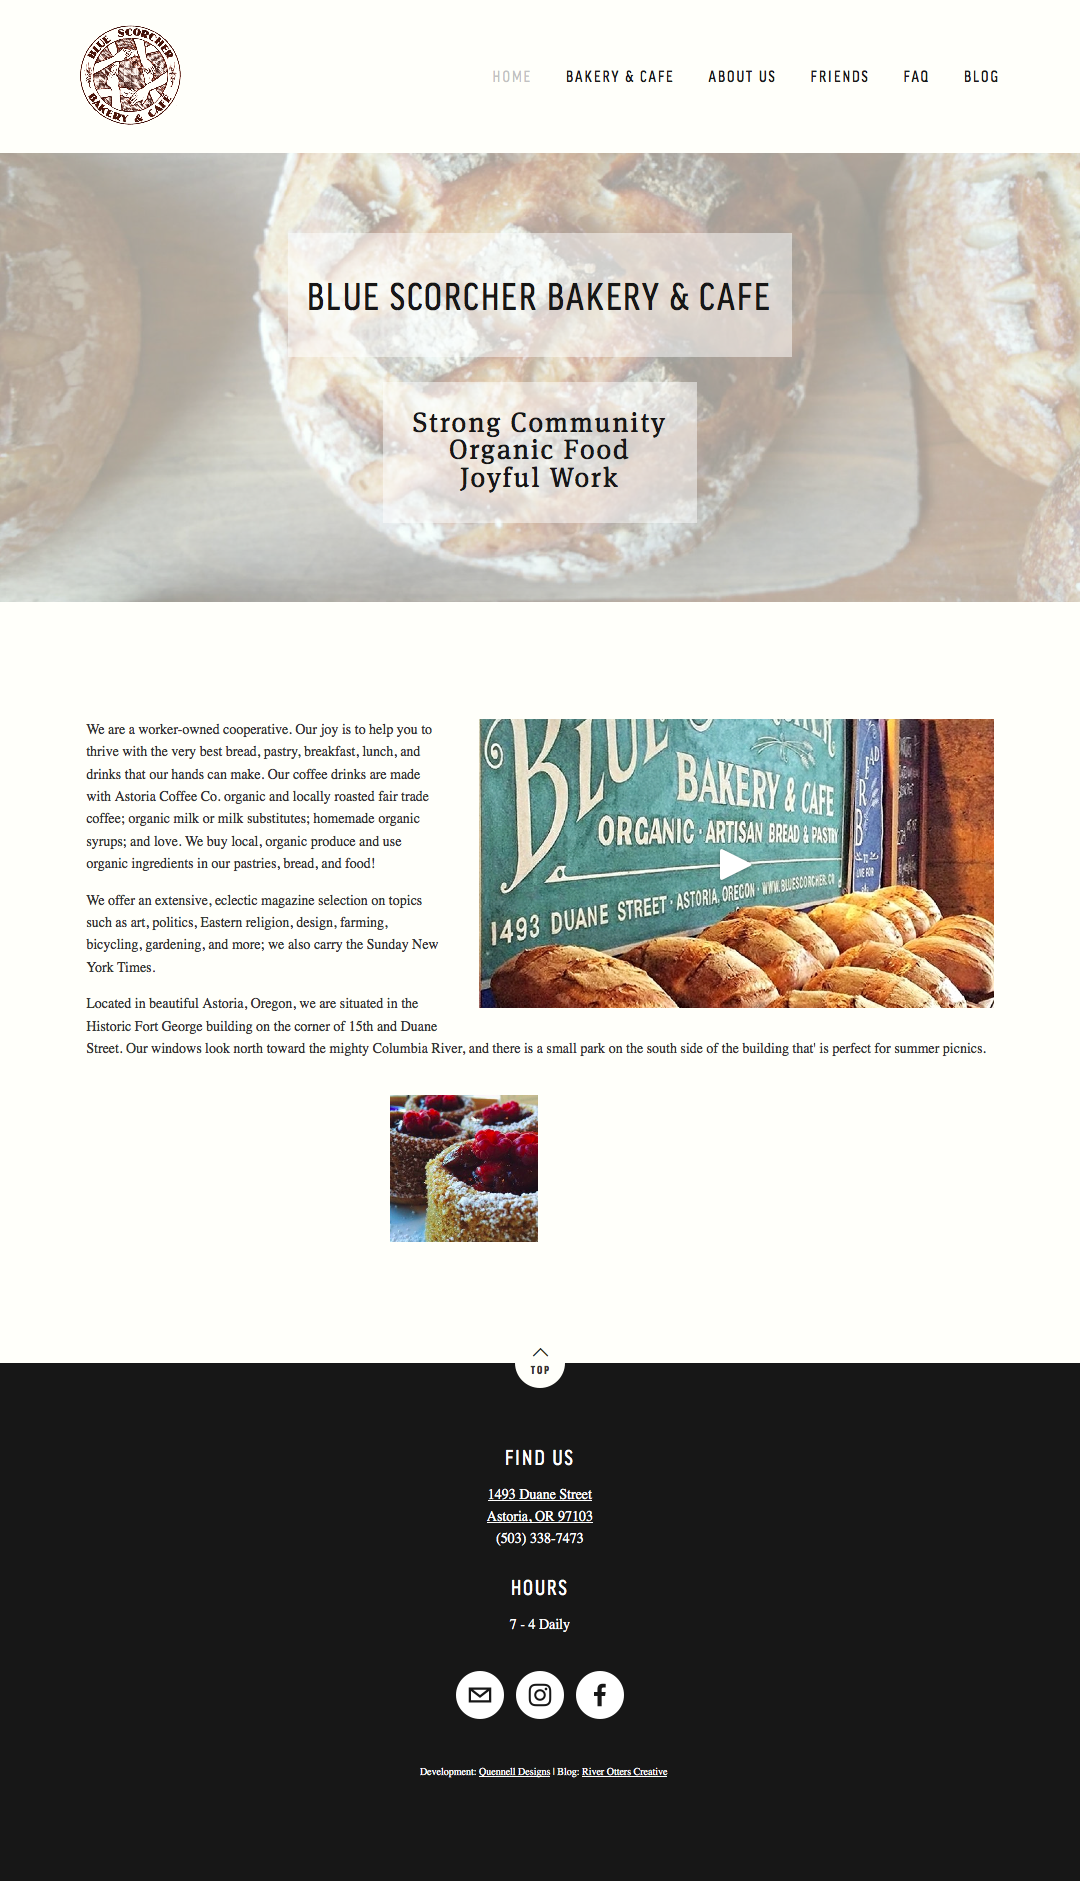 BLUE SCORCHER
BAKERY & CAFE
HOME
BAKERY & CAFE
ABOUT US
FRIENDS
FAQ
BLOG
BLUE SCORCHER BAKERY & CAFE
Strong Community
Organic Food
Joyful Work
We are a worker-owned cooperative. Our joy is to help you to
thrive with the very best bread, pastry, breakfast, lunch, and
drinks that our hands can make. Our coffee drinks are made
with Astoria Coffee Co. organic and locally roasted fair trade
coffee; organic milk or milk substitutes; homemade organic
syrups; and love. We buy local, organic produce and use
organic ingredients in our pastries, bread, and food!
We offer an extensive, eclectic magazine selection on topics
such as art, politics, Eastern religion, design, farming,
bicycling, gardening, and more; we also carry the Sunday New
York Times.
Located in beautiful Astoria, Oregon, we are situated in the
Historic Fort George building on the corner of 15th and Duane
Street. Our windows look north toward the mighty Columbia River, and there is a small park on the south side of the building that' is perfect for summer picnics.
BLUE SCORCHER
BAKERY & CAFE
ORGANIC · ARTISAN BREAD & PASTRY
1493 DUANE STREET · ASTORIA, OREGON · WWW.BLUESCORCHER.CO
TOP
FIND US
1493 Duane Street
Astoria, OR 97103
(503) 338-7473
HOURS
7 - 4 Daily
Development: Quennell Designs | Blog: River Otters Creative